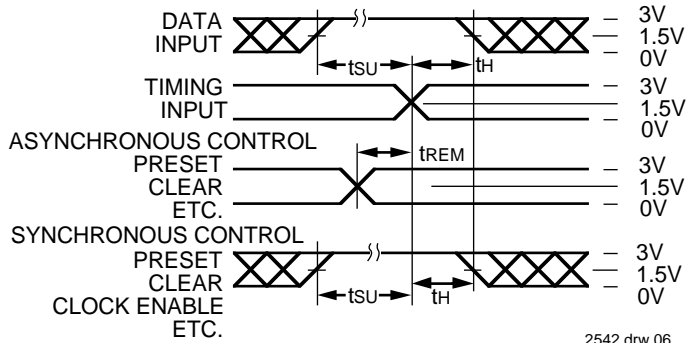 DATA
INPUT
tSU
tH
3V
1.5V
0V
TIMING
INPUT
3V
1.5V
0V
ASYNCHRONOUS CONTROL
PRESET
CLEAR
ETC.
tREM
3V
1.5V
0V
SYNCHRONOUS CONTROL
PRESET
CLEAR
CLOCK ENABLE
ETC.
tSU
tH
3V
1.5V
0V
2542 drw 06